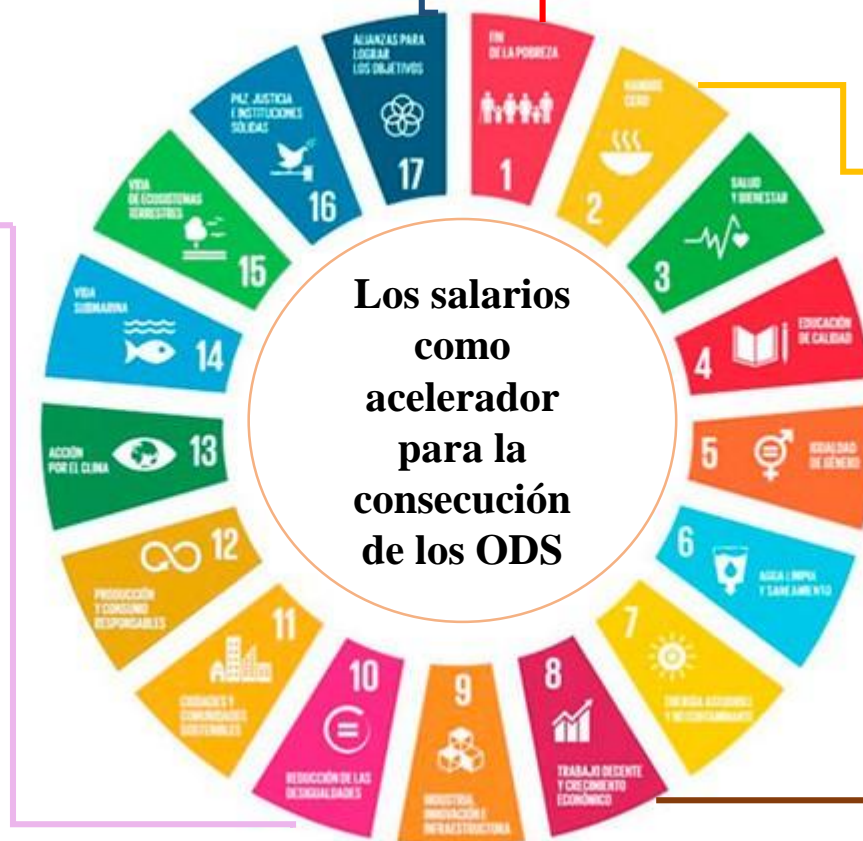 ALIANZAS PARA
LOGRAR
LOS OBJETIVOS
17
FIN
DE LA POBREZA
1
HAMBRE
CERO
2
SALUD
Y BIENESTAR
3
EDUCACIÓN
DE CALIDAD
4
IGUALDAD
DE GÉNERO
5
AGUA LIMPIA
Y SANEAMIENTO
6
ENERGÍA ASEQUIBLE
Y NO CONTAMINANTE
7
TRABAJO DECENTE
Y CRECIMIENTO
ECONÓMICO
8
INDUSTRIA,
INNOVACIÓN E
INFRAESTRUCTURA
9
REDUCCIÓN DE LAS
DESIGUALDADES
10
CIUDADES Y
COMUNIDADES
SOSTENIBLES
11
PRODUCCIÓN
Y CONSUMO
RESPONSABLES
12
ACCIÓN
POR EL CLIMA
13
VIDA
SUBMARINA
14
VIDA
DE ECOSISTEMAS
TERRESTRES
15
PAZ, JUSTICIA
E INSTITUCIONES
SÓLIDAS
16
Los salarios
como
acelerador
para la
consecución
de los ODS